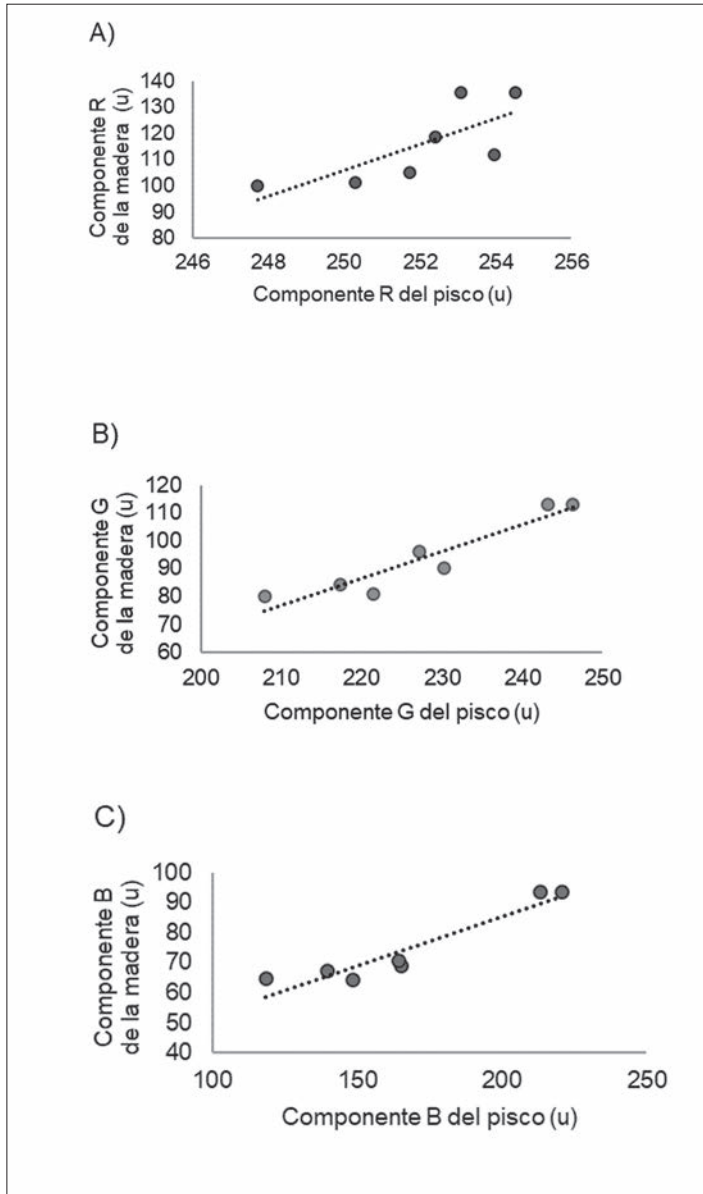 A)
Componente R
de la madera (u)
140
130
120
110
100
90
80
246 248 250 252 254 256
Componente R del pisco (u)
B)
Componente G
de la madera (u)
120
110
100
90
80
70
60
200 210 220 230 240 250
Componente G del pisco (u)
C)
Componente B
de la madera (u)
100
90
80
70
60
50
40
100 150 200 250
Componente B del pisco (u)